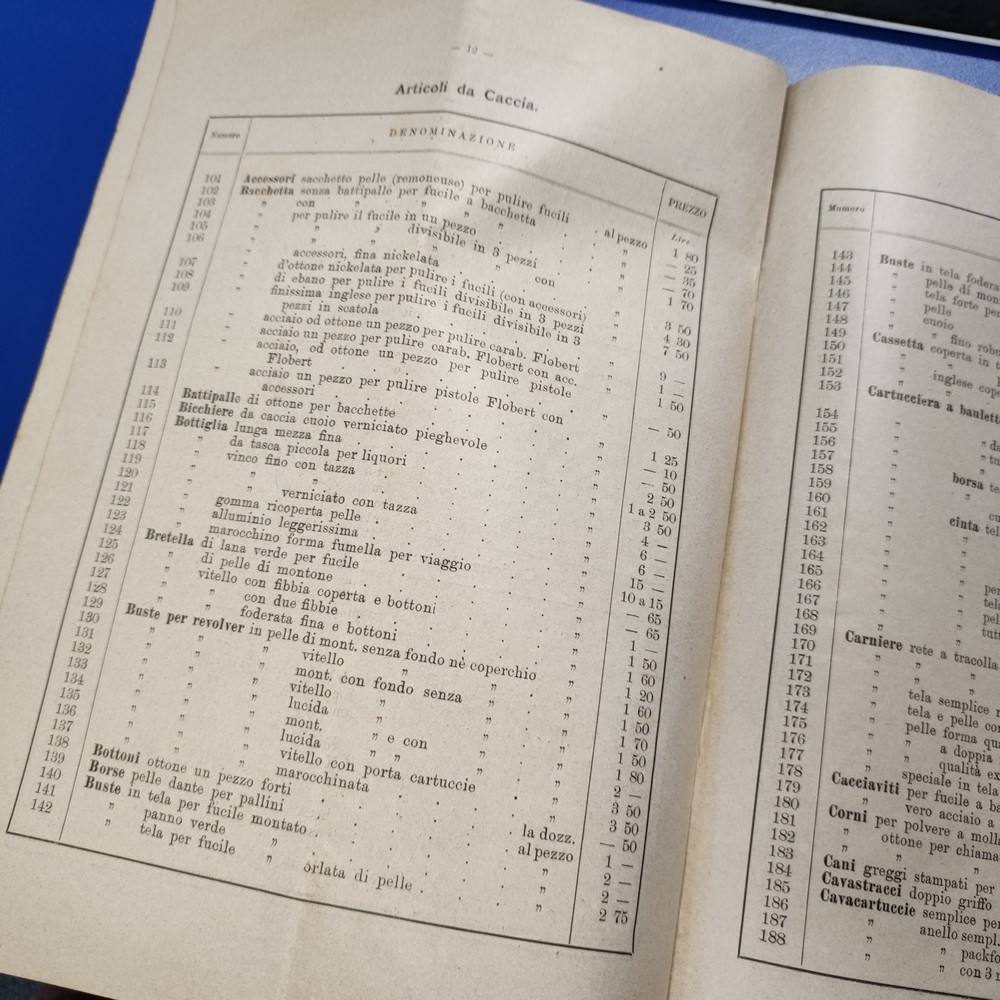 — 12 —
Articoli da Caccia.
Numero DENOMINAZIONE PREZZO
Lire
101 Accessori sacchetto pelle (remoneuse) per pulire fucili al pezzo 1 80
102 Bacchetta senza battipalle per fucile a bacchetta „ — 25
103 „ con „ „ „ „ — 35
104 „ per pulire il fucile in un pezzo . . „ — 70
105 „ „ „ divisibile in 3 pezzi „ 1 70
106 „ „ „ „ „ con
accessori, fina nickelata „ 3 50
107 „ d'ottone nickelata per pulire i fucili (con accessori) „ 4 30
108 „ di ebano per pulire i fucili divisibile in 3 pezzi „ 7 50
109 „ finissima inglese per pulire i fucili divisibile in 3
pezzi in scatola „ 9 —
110 „ acciaio od ottone un pezzo per pulire carab. Flobert „ 1 —
111 „ acciaio un pezzo per pulire carab. Flobert con acc. „ 1 50
112 „ acciaio, od ottone un pezzo per pulire pistole
Flobert „ — 50
113 „ acciaio un pezzo per pulire pistole Flobert con
accessori „ 1 25
114 Battipalle di ottone per bacchette „ — 10
115 Bicchiere da caccia cuoio verniciato pieghevole „ — 50
116 Bottiglia lunga mezza fina „ 2 50
117 „ da tasca piccola per liquori „ 1 a 2 50
118 „ vinco fino con tazza „ 3 50
119 „ „ „ „ 4 —
120 „ „ verniciato con tazza „ 6 —
121 „ gomma ricoperta pelle „ 6 —
122 „ alluminio leggerissima „ 15 —
123 „ marocchino forma fumella per viaggio „ 10 a 15
124 Bretella di lana verde per fucile „ — 65
125 „ di pelle di montone „ — 65
126 „ vitello con fibbia coperta e bottoni „ 1 —
127 „ „ con due fibbie „ 1 50
128 „ „ foderata fina e bottoni „ 1 60
129 Buste per revolver in pelle di mont. senza fondo nè coperchio „ 1 20
130 „ „ „ vitello „ „ 1 60
131 „ „ „ mont. con fondo senza „ „ 1 50
132 „ „ „ vitello „ „ 1 70
133 „ „ „ lucida „ „ 1 50
134 „ „ „ mont. „ e con „ „ 1 80
135 „ „ „ lucida „ „ 2 —
136 „ „ „ vitello con porta cartuccie „ 3 50
137 „ „ „ marocchinata „ 3 50
138 Bottoni ottone un pezzo forti la dozz. — 50
139 Borse pelle dante per pallini al pezzo 1 —
140 Buste in tela per fucile montato „ 2 —
141 „ panno verde „ „ 2 —
142 „ tela per fucile „ orlata di pelle . „ 2 75
Numero
143 Buste in tela fodera
144 „ pelle di mon
145 „ tela forte per
146 „ pelle
147 „ cuoio
148 „ „ fino robu
149 Cassetta coperta in t
150 „ „
151 „ inglese cop
152 „
153 Cartucciera a baulett
154 „
155 „ „ da
156 „ „ tu
157 „
158 „ borsa te
159 „ „
160 „ cu
161 „ cinta tel
162 „ „
163 „
164 „
165 „ per
166 „ tel
167 „ pel
168 „ „ tut
169 Carniere rete a tracolla
170 „ „ „
171 „ „
172 „ tela semplice
173 „ tela e pelle con
174 „ pelle forma qu
175 „ „ a doppia
176 „ „ qualità ex
177 „ speciale in tela
178 Cacciaviti per fucile a ba
179 „ vero acciaio a
180 Corni per polvere a molla
181 „ ottone per chiama
182 „ „ „
183 Cani greggi stampati per
184 Cavastracci doppio griffo
185 Cavacartuccie semplice per
186 „ anello sempl.
187 „ „ packfo
188 „ „ con 3